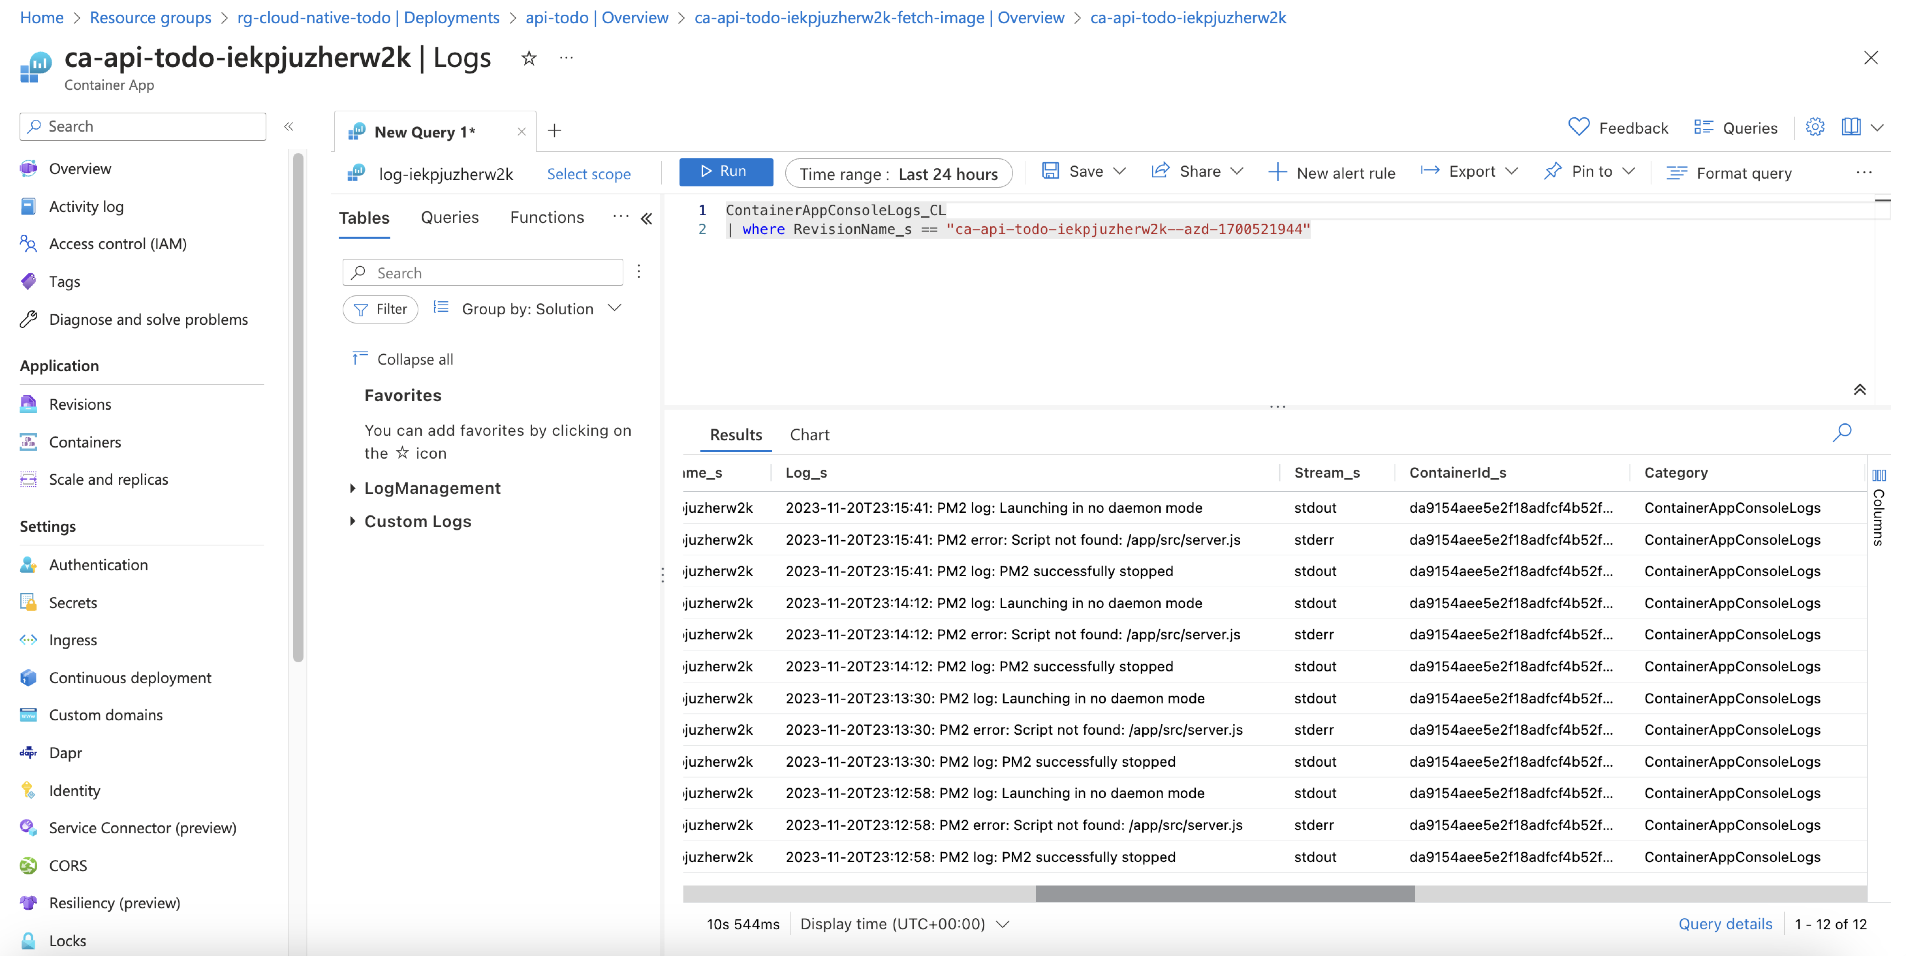 Home > Resource groups > rg-cloud-native-todo | Deployments > api-todo | Overview > ca-api-todo-iekpjuzherw2k-fetch-image | Overview > ca-api-todo-iekpjuzherw2k
ca-api-todo-iekpjuzherw2k | Logs ☆ ···
Container App
Search «
Overview
Activity log
Access control (IAM)
Tags
Diagnose and solve problems
Application
Revisions
Containers
Scale and replicas
Settings
Authentication
Secrets
Ingress
Continuous deployment
Custom domains
dapr Dapr
Identity
Service Connector (preview)
CORS
Resiliency (preview)
Locks
New Query 1* × +
Feedback Queries
log-iekpjuzherw2k Select scope
Run Time range : Last 24 hours Save Share New alert rule Export Pin to Format query ···
Tables Queries Functions ··· «
Search
Filter Group by: Solution
Collapse all
Favorites
You can add favorites by clicking on
the ☆ icon
LogManagement
Custom Logs
1 ContainerAppConsoleLogs_CL
2 | where RevisionName_s == "ca-api-todo-iekpjuzherw2k--azd-1700521944"
Results Chart
me_s Log_s Stream_s ContainerId_s Category
juzherw2k 2023-11-20T23:15:41: PM2 log: Launching in no daemon mode stdout da9154aee5e2f18adfcf4b52f... ContainerAppConsoleLogs
juzherw2k 2023-11-20T23:15:41: PM2 error: Script not found: /app/src/server.js stderr da9154aee5e2f18adfcf4b52f... ContainerAppConsoleLogs
juzherw2k 2023-11-20T23:15:41: PM2 log: PM2 successfully stopped stdout da9154aee5e2f18adfcf4b52f... ContainerAppConsoleLogs
juzherw2k 2023-11-20T23:14:12: PM2 log: Launching in no daemon mode stdout da9154aee5e2f18adfcf4b52f... ContainerAppConsoleLogs
juzherw2k 2023-11-20T23:14:12: PM2 error: Script not found: /app/src/server.js stderr da9154aee5e2f18adfcf4b52f... ContainerAppConsoleLogs
juzherw2k 2023-11-20T23:14:12: PM2 log: PM2 successfully stopped stdout da9154aee5e2f18adfcf4b52f... ContainerAppConsoleLogs
juzherw2k 2023-11-20T23:13:30: PM2 log: Launching in no daemon mode stdout da9154aee5e2f18adfcf4b52f... ContainerAppConsoleLogs
juzherw2k 2023-11-20T23:13:30: PM2 error: Script not found: /app/src/server.js stderr da9154aee5e2f18adfcf4b52f... ContainerAppConsoleLogs
juzherw2k 2023-11-20T23:13:30: PM2 log: PM2 successfully stopped stdout da9154aee5e2f18adfcf4b52f... ContainerAppConsoleLogs
juzherw2k 2023-11-20T23:12:58: PM2 log: Launching in no daemon mode stdout da9154aee5e2f18adfcf4b52f... ContainerAppConsoleLogs
juzherw2k 2023-11-20T23:12:58: PM2 error: Script not found: /app/src/server.js stderr da9154aee5e2f18adfcf4b52f... ContainerAppConsoleLogs
juzherw2k 2023-11-20T23:12:58: PM2 log: PM2 successfully stopped stdout da9154aee5e2f18adfcf4b52f... ContainerAppConsoleLogs
Columns
10s 544ms Display time (UTC+00:00) Query details 1 - 12 of 12